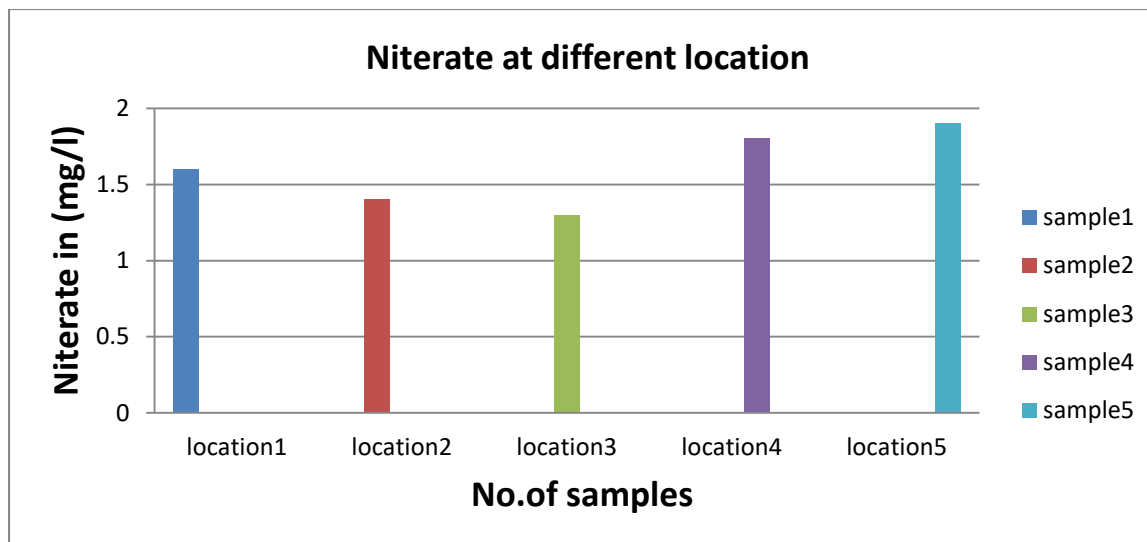 Niterate at different location
Niterate in (mg/l)
2
1.5
1
0.5
0
location1 location2 location3 location4 location5
No.of samples
sample1
sample2
sample3
sample4
sample5